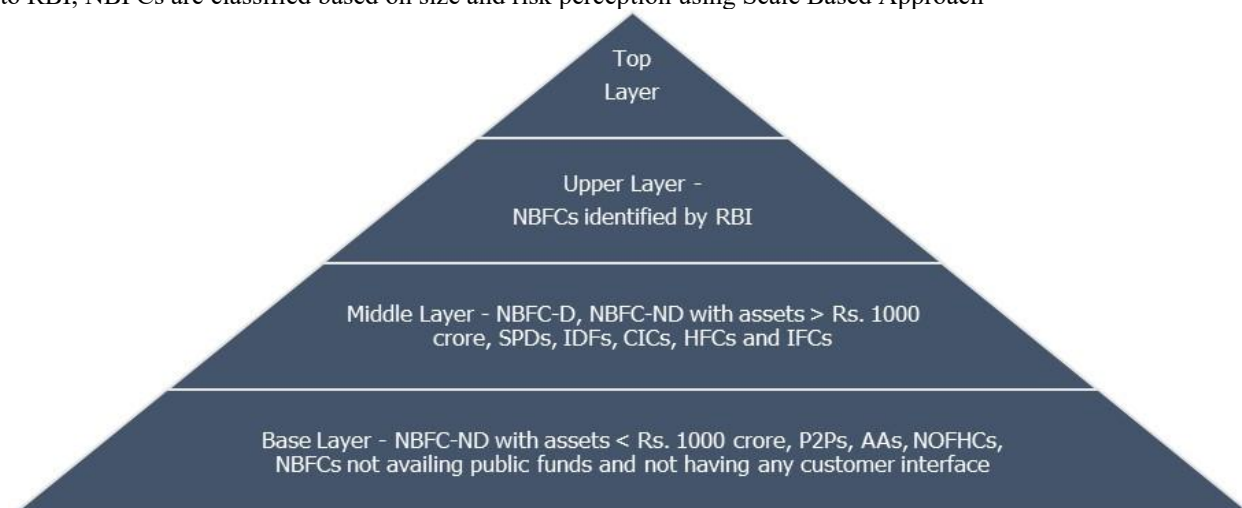 to RBI, NBFCs are classified based on size and risk perception using Scale Based Approach
Top
Layer
Upper Layer -
NBFCs identified by RBI
Middle Layer - NBFC-D, NBFC-ND with assets > Rs. 1000
crore, SPDs, IDFs, CICs, HFCs and IFCs
Base Layer - NBFC-ND with assets < Rs. 1000 crore, P2Ps, AAs, NOFHCs,
NBFCs not availing public funds and not having any customer interface